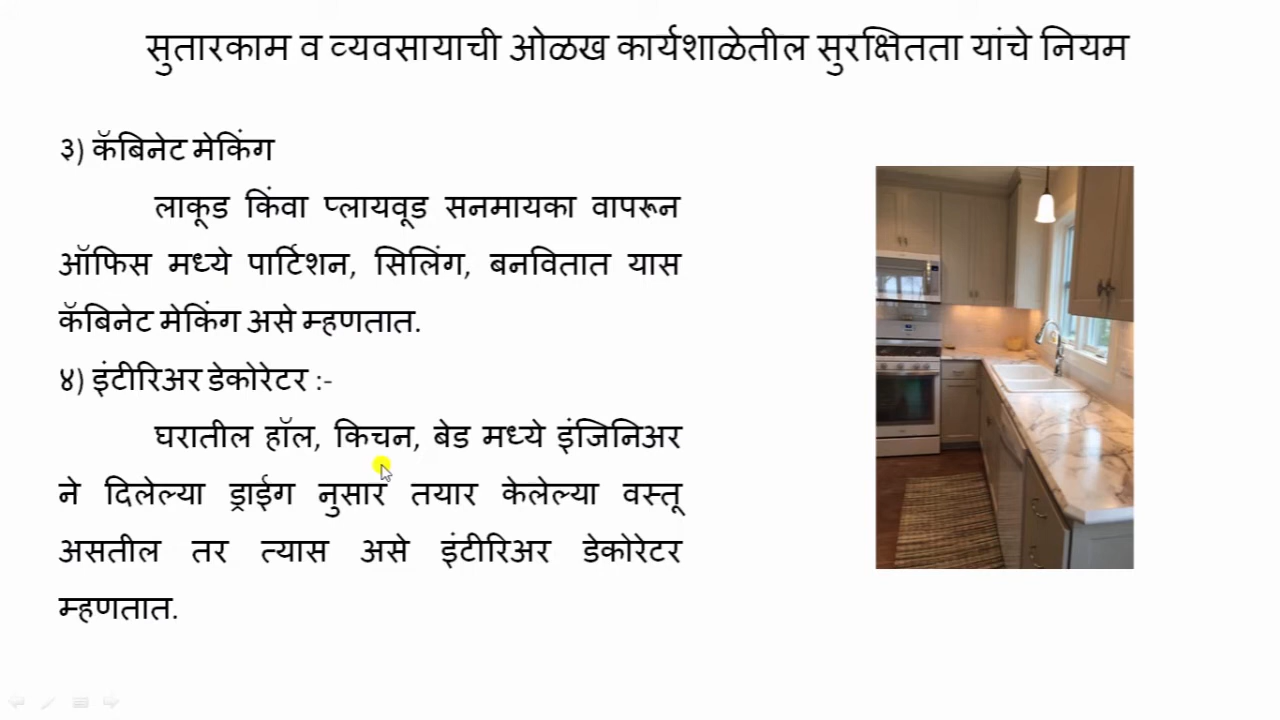 सुतारकाम व व्यवसायाची ओळख कार्यशाळेतील सुरक्षितता यांचे नियम
३) कॅबिनेट मेकिंग
लाकूड किंवा प्लायवूड सनमायका वापरून
ऑफिस मध्ये पार्टिशन, सिलिंग, बनवितात यास
कॅबिनेट मेकिंग असे म्हणतात.
४) इंटीरिअर डेकोरेटर :-
घरातील हॉल, किचन, बेड मध्ये इंजिनिअर
ने दिलेल्या ड्राईग नुसार तयार केलेल्या वस्तू
असतील तर त्यास असे इंटीरिअर डेकोरेटर
म्हणतात.